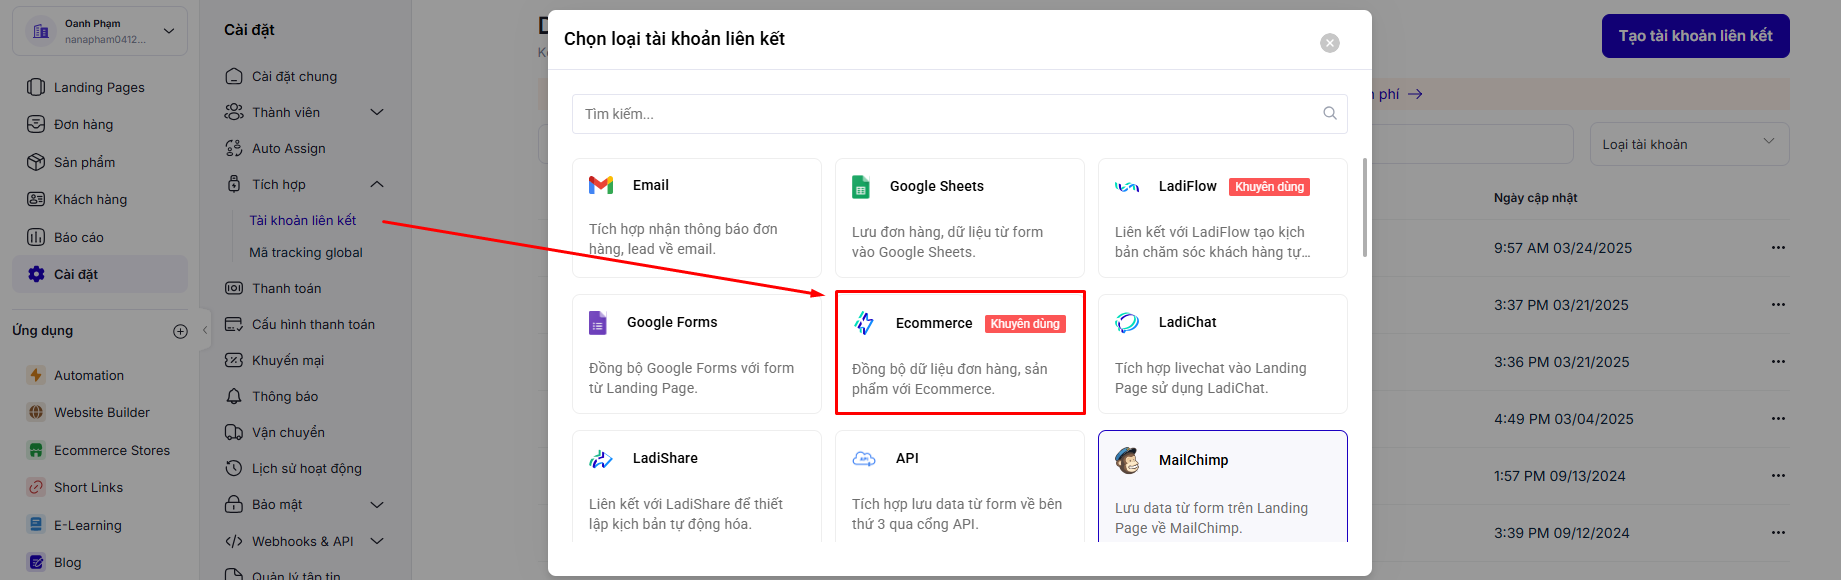 Oanh Phạm
nanapham0412...
Landing Pages
Đơn hàng
Sản phẩm
Khách hàng
Báo cáo
Cài đặt
Ứng dụng
Automation
Website Builder
Ecommerce Stores
Short Links
E-Learning
Blog
Cài đặt
Cài đặt chung
Thành viên
Auto Assign
Tích hợp
Tài khoản liên kết
Mã tracking global
Thanh toán
Cấu hình thanh toán
Khuyến mại
Thông báo
Vận chuyển
Lịch sử hoạt động
Bảo mật
Webhooks & API
Quản lý tập tin
Chọn loại tài khoản liên kết
Tìm kiếm...
Email
Tích hợp nhận thông báo đơn
hàng, lead về email.
Google Sheets
Lưu đơn hàng, dữ liệu từ form
vào Google Sheets.
LadiFlow Khuyên dùng
Liên kết với LadiFlow tạo kịch
bản chăm sóc khách hàng tự...
Google Forms
Đồng bộ Google Forms với form
từ Landing Page.
Ecommerce Khuyên dùng
Đồng bộ dữ liệu đơn hàng, sản
phẩm với Ecommerce.
LadiChat
Tích hợp livechat vào Landing
Page sử dụng LadiChat.
LadiShare
Liên kết với LadiShare để thiết
lập kịch bản tự động hóa.
API
Tích hợp lưu data từ form về bên
thứ 3 qua cổng API.
MailChimp
Lưu data từ form trên Landing
Page về MailChimp.
Tạo tài khoản liên kết
phí →
Loại tài khoản
Ngày cập nhật
9:57 AM 03/24/2025
3:37 PM 03/21/2025
3:36 PM 03/21/2025
4:49 PM 03/04/2025
1:57 PM 09/13/2024
3:39 PM 09/12/2024